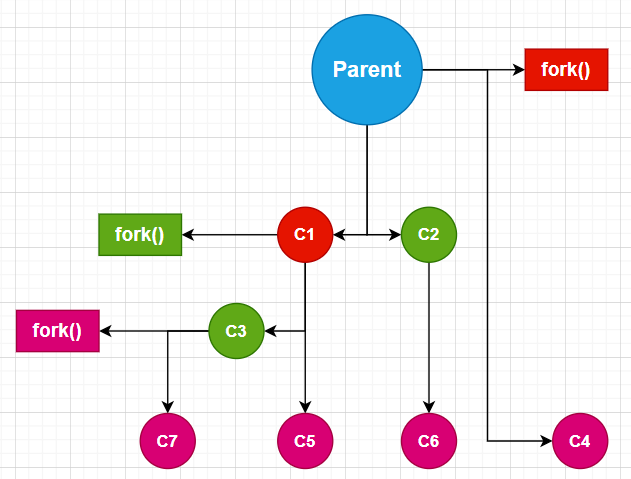 Parent
fork()
fork()
C1
C2
fork()
C3
C7
C5
C6
C4